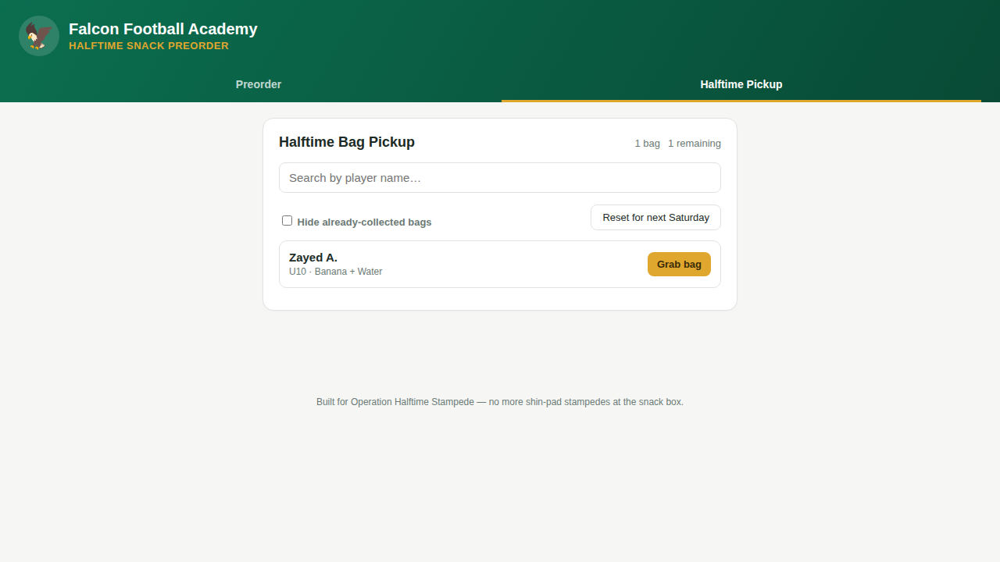 Falcon Football Academy
HALFTIME SNACK PREORDER
Preorder
Halftime Pickup
Halftime Bag Pickup
1 bag 1 remaining
Search by player name…
Hide already-collected bags
Reset for next Saturday
Zayed A.
U10 · Banana + Water
Grab bag
Built for Operation Halftime Stampede — no more shin-pad stampedes at the snack box.